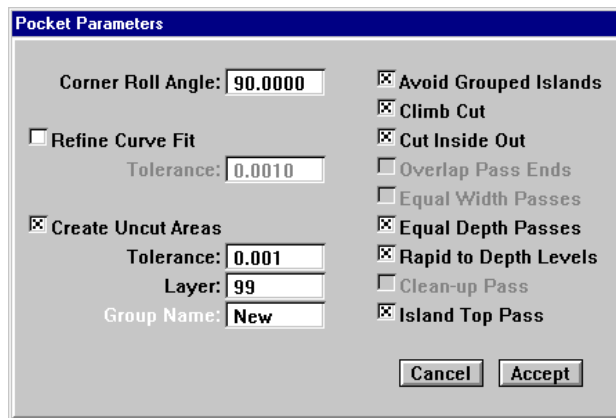 Pocket Parameters
Corner Roll Angle: 90.0000
Refine Curve Fit
Tolerance: 0.0010
Create Uncut Areas
Tolerance: 0.001
Layer: 99
Group Name: New
Avoid Grouped Islands
Climb Cut
Cut Inside Out
Overlap Pass Ends
Equal Width Passes
Equal Depth Passes
Rapid to Depth Levels
Clean-up Pass
Island Top Pass
Cancel Accept